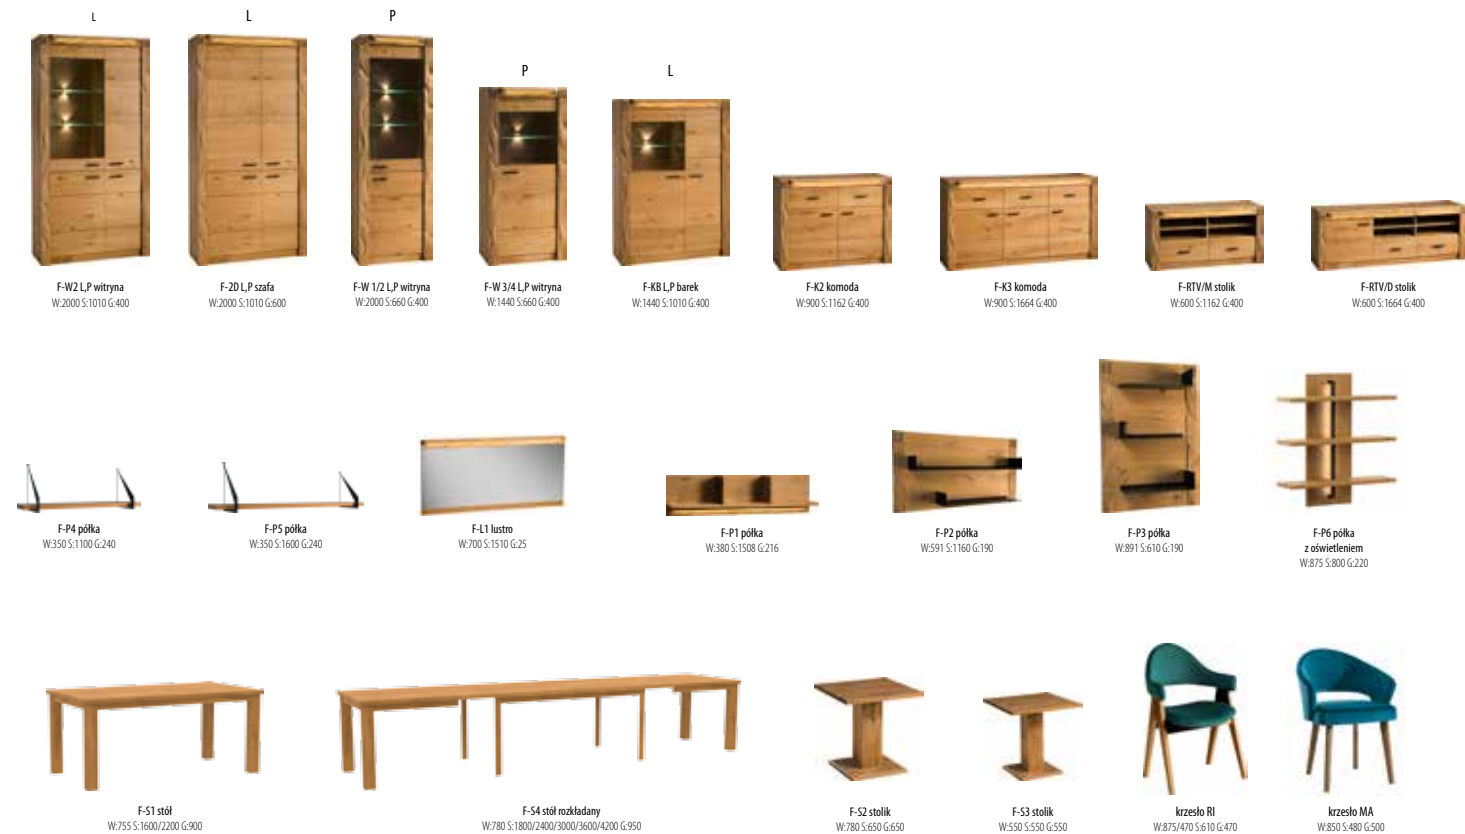 L
L
P
P
L
F-W2 L,P witryna
W:2000 S:1010 G:400
F-2D L,P szafa
W:2000 S:1010 G:600
F-W 1/2 L,P witryna
W:2000 S:660 G:400
F-W 3/4 L,P witryna
W:1440 S:660 G:400
F-KB L,P barek
W:1440 S:1010 G:400
F-K2 komoda
W:900 S:1162 G:400
F-K3 komoda
W:900 S:1664 G:400
F-RTV/M stolik
W:600 S:1162 G:400
F-RTV/D stolik
W:600 S:1664 G:400
F-P4 półka
W:350 S:1100 G:240
F-P5 półka
W:350 S:1600 G:240
F-L1 lustro
W:700 S:1510 G:25
F-P1 półka
W:380 S:1508 G:216
F-P2 półka
W:591 S:1160 G:190
F-P3 półka
W:891 S:610 G:190
F-P6 półka
z oświetleniem
W:875 S:800 G:220
F-S1 stół
W:755 S:1600/2200 G:900
F-S4 stół rozkładany
W:780 S:1800/2400/3000/3600/4200 G:950
F-S2 stolik
W:780 S:650 G:650
F-S3 stolik
W:550 S:550 G:550
krzesło RI
W:875/470 S:610 G:470
krzesło MA
W:850 S:480 G:500